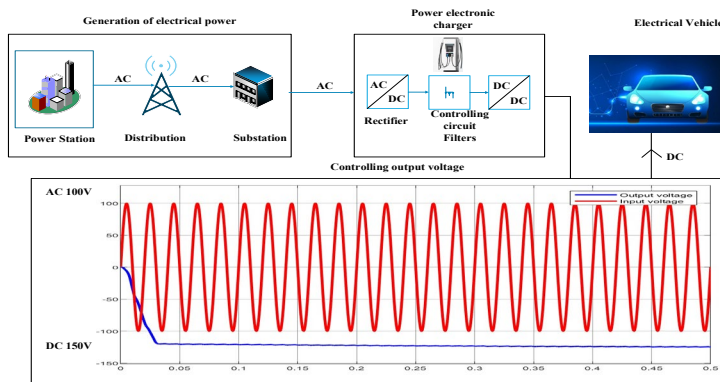 Generation of electrical power
Power electronic
charger
Electrical Vehicle
AC
AC
AC
AC
DC
DC
DC
Power Station
Distribution
Substation
Rectifier
Controlling
circuit
Filters
DC
Controlling output voltage
AC 100V
DC 150V
Output voltage
Input voltage
100
50
0
-50
-100
-150
0
0.05
0.1
0.15
0.2
0.25
0.3
0.35
0.4
0.45
0.5